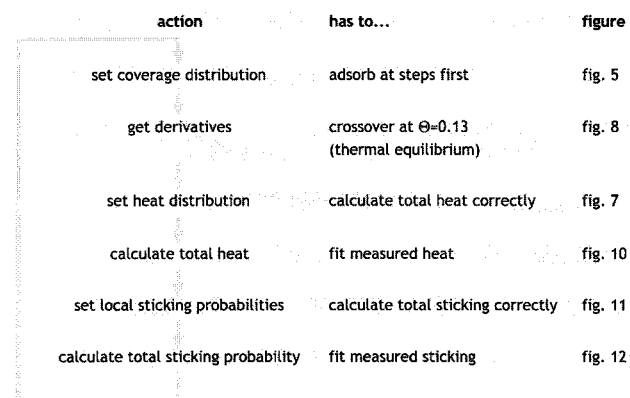 action has to... figure
set coverage distribution adsorb at steps first fig. 5
get derivatives crossover at Θ=0.13 fig. 8
(thermal equilibrium)
set heat distribution calculate total heat correctly fig. 7
calculate total heat fit measured heat fig. 10
set local sticking probabilities calculate total sticking correctly fig. 11
calculate total sticking probability fit measured sticking fig. 12